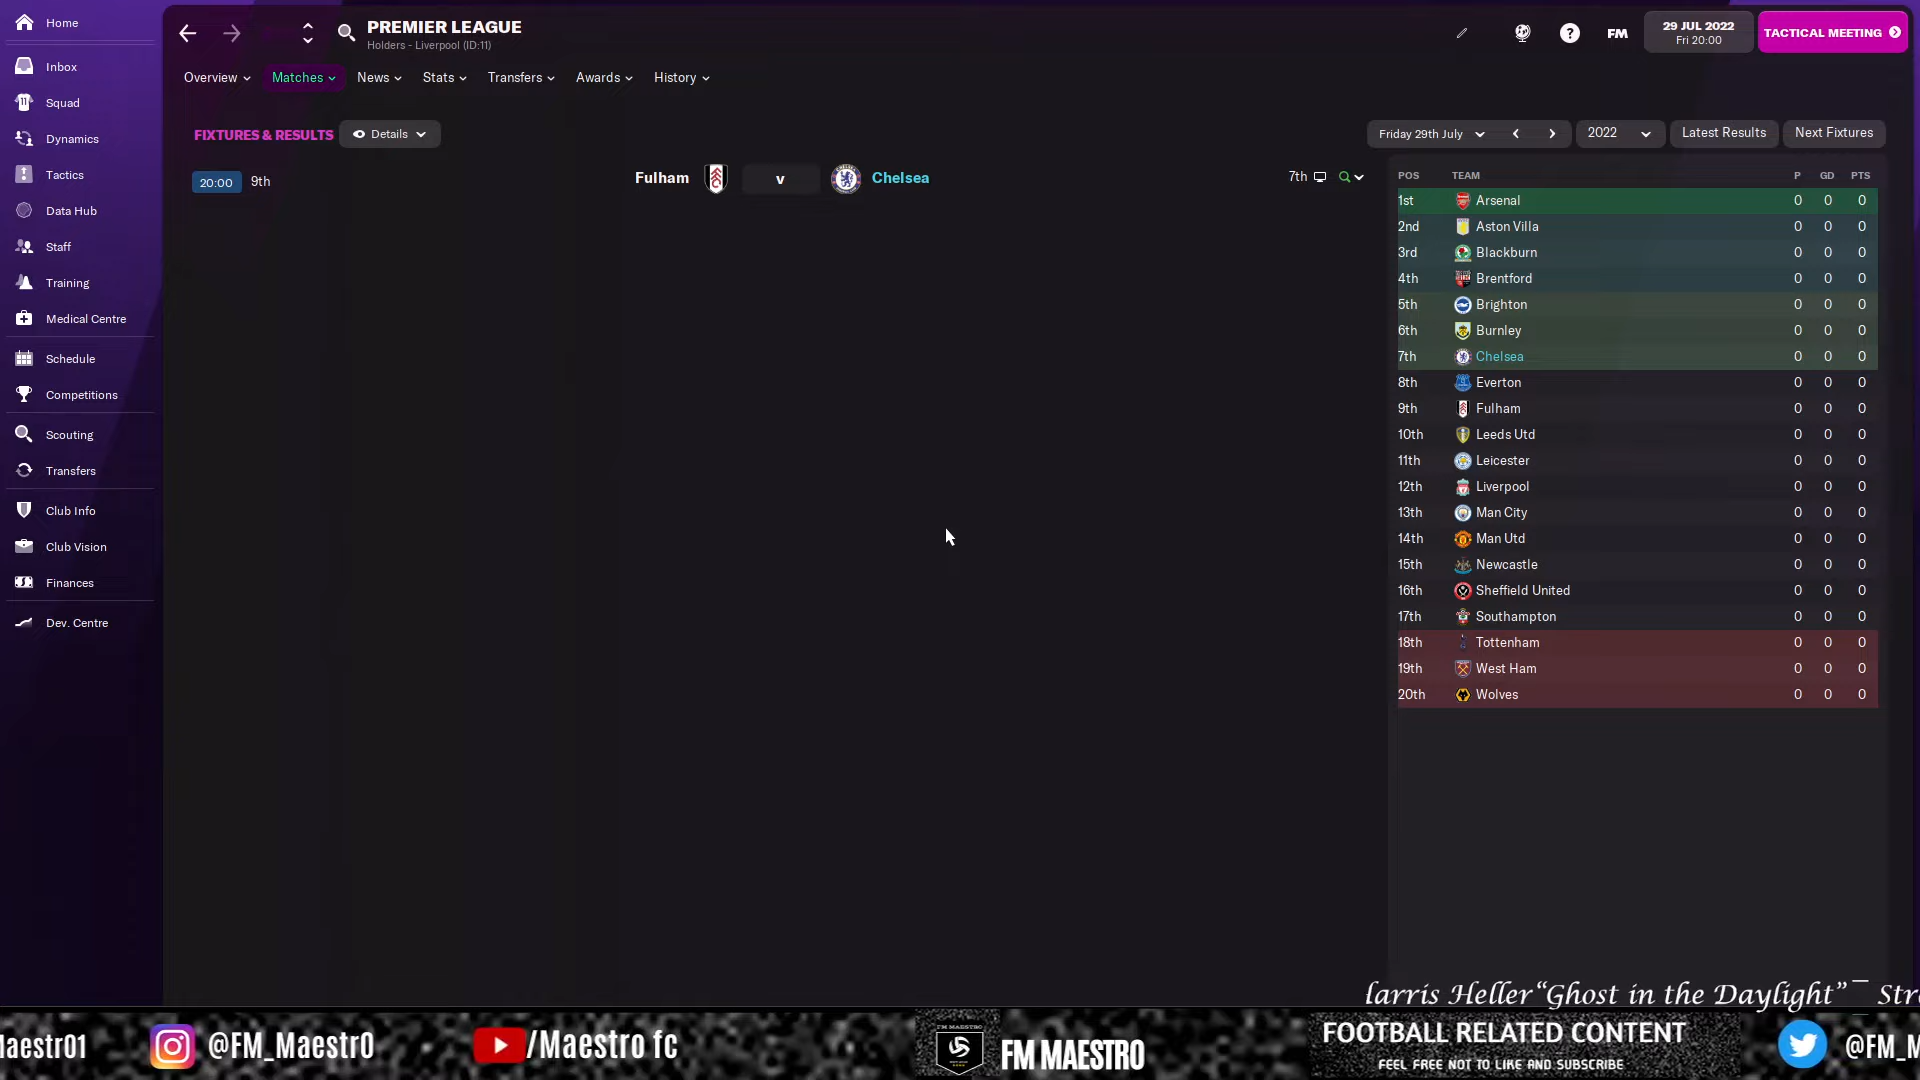 Home
Inbox
Squad
Dynamics
Tactics
Data Hub
Staff
Training
Medical Centre
Schedule
Competitions
Scouting
Transfers
Club Info
Club Vision
Finances
Dev. Centre
PREMIER LEAGUE
Holders - Liverpool (ID:11)
FM
29 JUL 2022
Fri 20:00
TACTICAL MEETING
Overview Matches News Stats Transfers Awards History
FIXTURES & RESULTS Details
Friday 29th July 2022 Latest Results Next Fixtures
20:00 9th Fulham v Chelsea 7th
POS TEAM P GD PTS
1st Arsenal 0 0 0
2nd Aston Villa 0 0 0
3rd Blackburn 0 0 0
4th Brentford 0 0 0
5th Brighton 0 0 0
6th Burnley 0 0 0
7th Chelsea 0 0 0
8th Everton 0 0 0
9th Fulham 0 0 0
10th Leeds Utd 0 0 0
11th Leicester 0 0 0
12th Liverpool 0 0 0
13th Man City 0 0 0
14th Man Utd 0 0 0
15th Newcastle 0 0 0
16th Sheffield United 0 0 0
17th Southampton 0 0 0
18th Tottenham 0 0 0
19th West Ham 0 0 0
20th Wolves 0 0 0
larris Heller“Ghost in the Daylight” ¯ Str
laestr01 @FM_Maestr0 /Maestro fc
FM MAESTRO
FM MAESTRO
FOOTBALL RELATED CONTENT
FEEL FREE NOT TO LIKE AND SUBSCRIBE
@FM_M